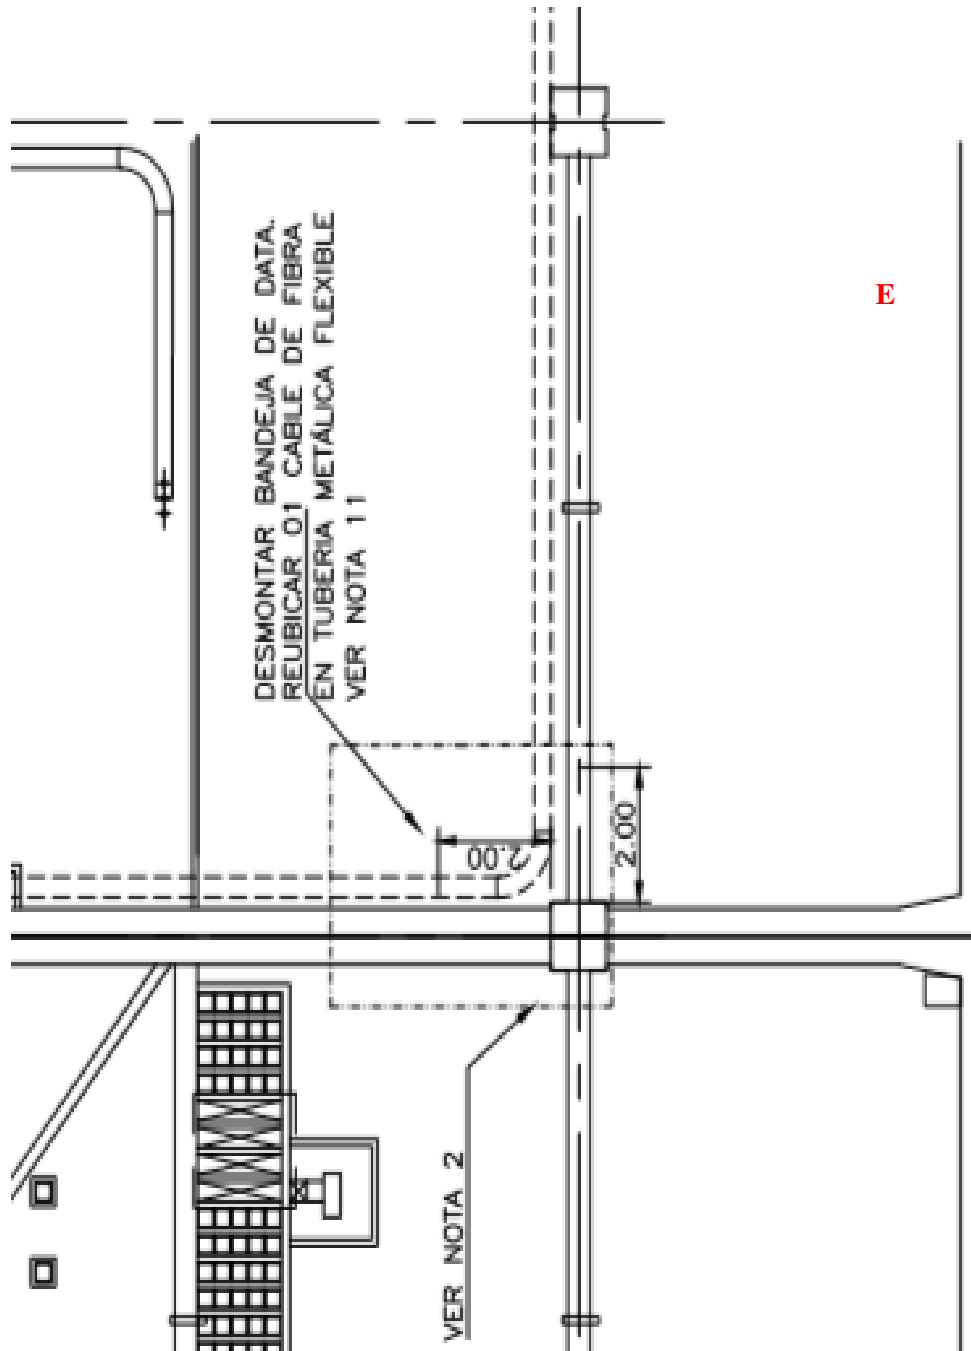 DESMONTAR BANDEJA DE DATA.
REUBICAR 01 CABLE DE FIBRA
EN TUBERIA METÁLICA FLEXIBLE
VER NOTA 11
E
2.00
2.00
VER NOTA 2